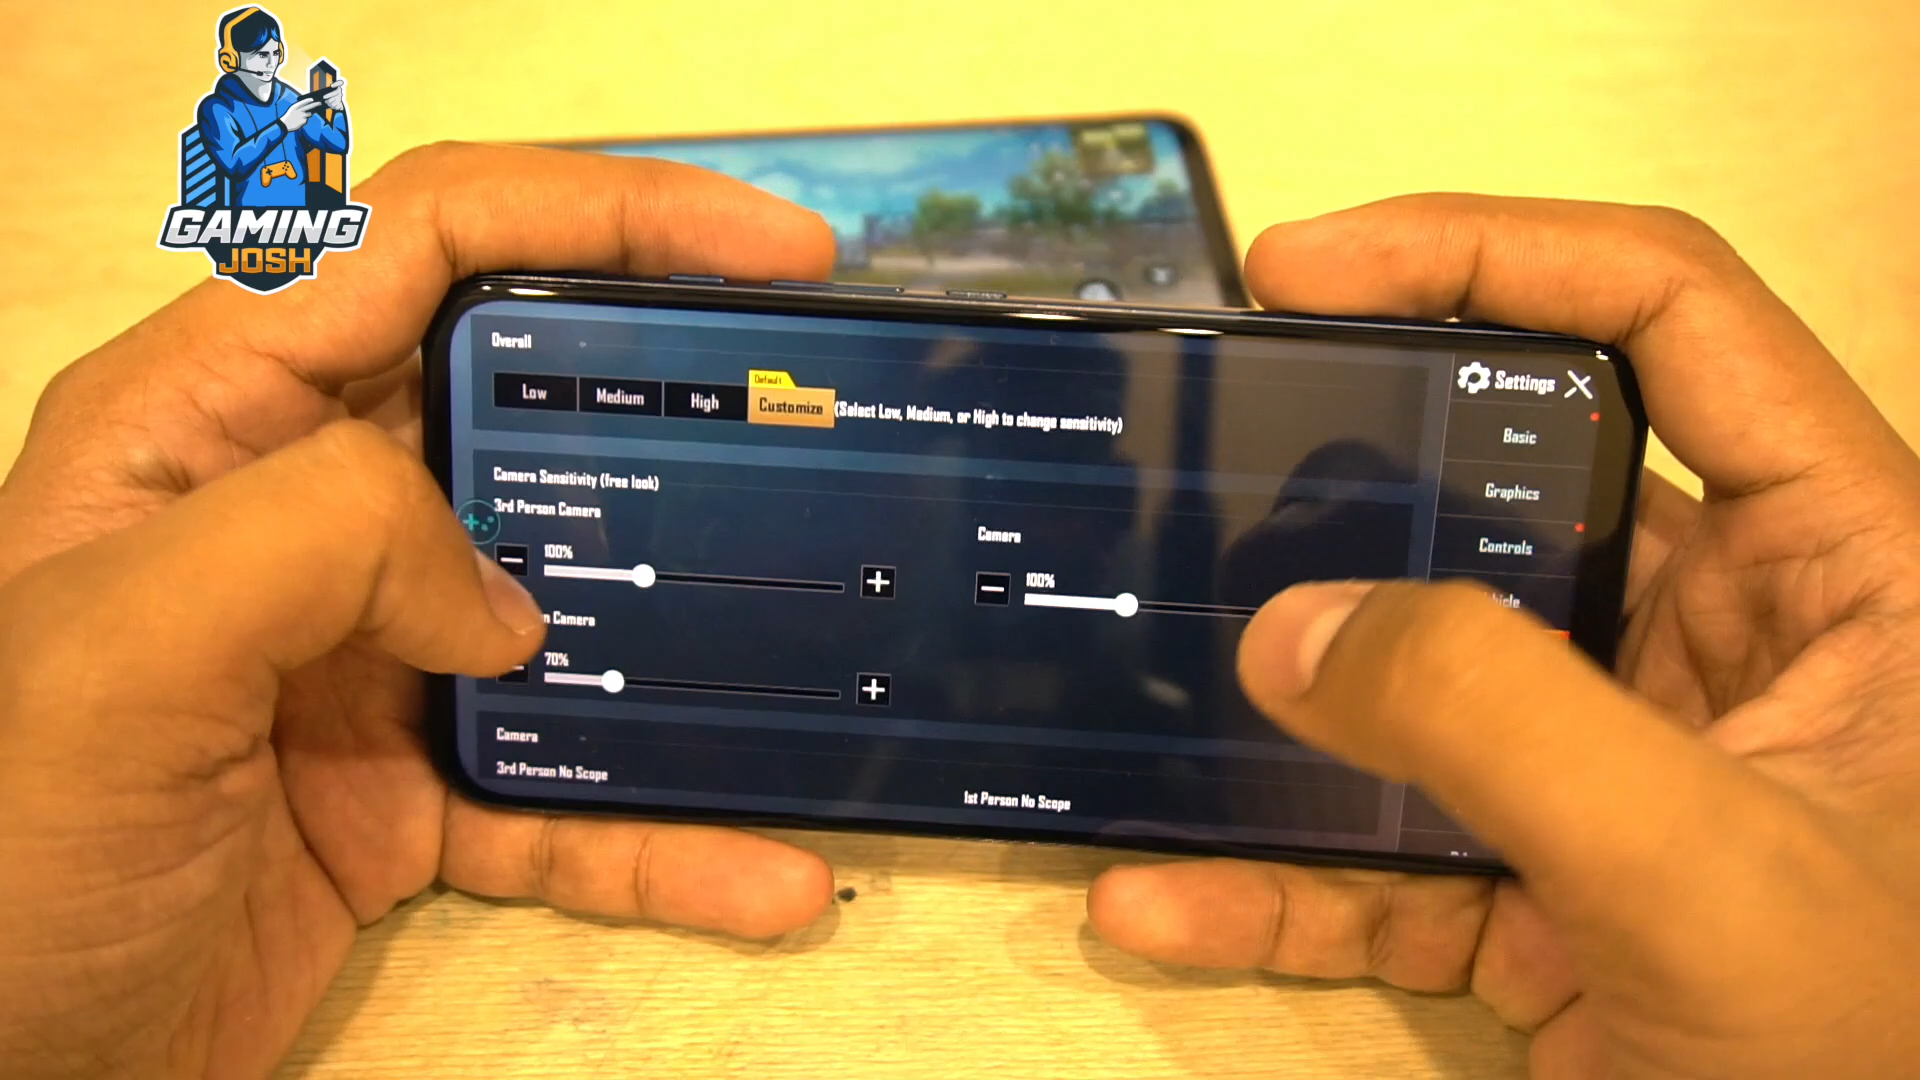 GAMING
JOSH
Overall
Default
Low
Medium
High
Customize
(Select Low, Medium, or High to change sensitivity)
Settings
Basic
Graphics
Controls
Camera Sensitivity (free look)
3rd Person Camera
100%
Camera
100%
Camera
70%
Camera
3rd Person No Scope
1st Person No Scope